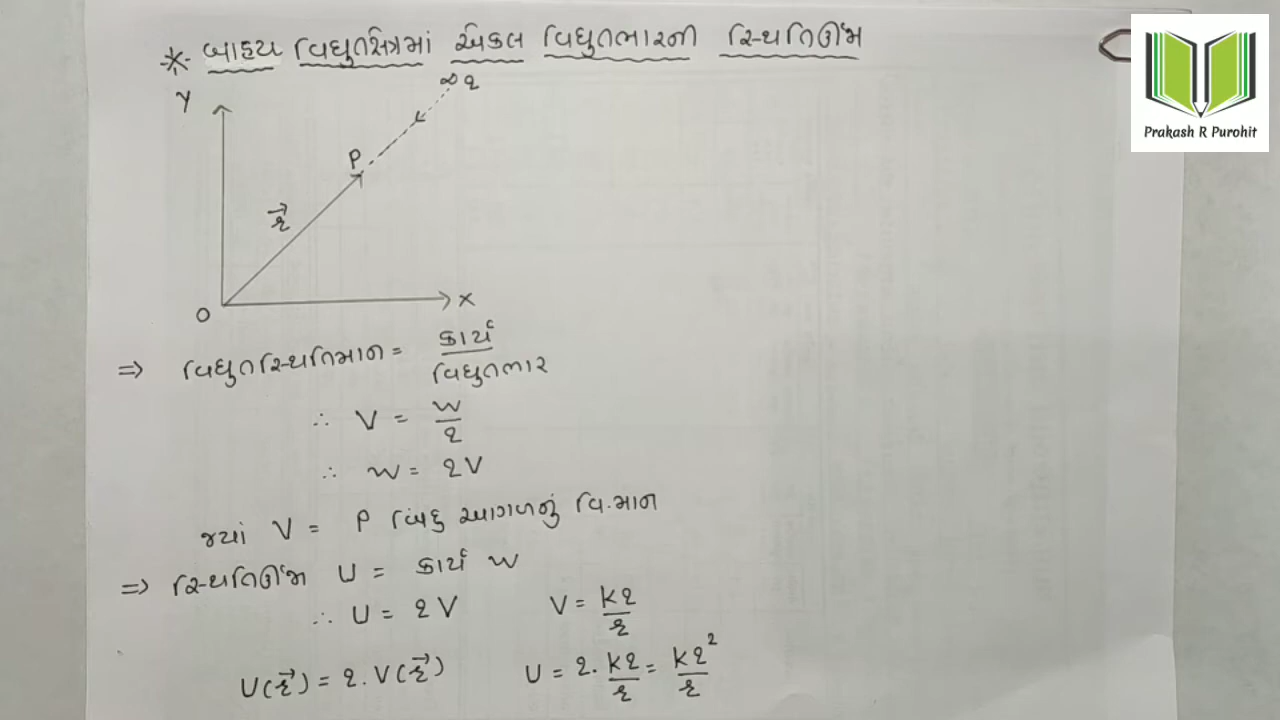 * બાહ્ય વિદ્યુતક્ષેત્રમાં એકલ વિદ્યુતભારની સ્થિતિઊર્જા
Prakash R Purohit
Y
∞ q
P
r⃗
O
X
⇒ વિદ્યુતસ્થિતિમાન = કાર્ય / વિદ્યુતભાર
∴ V = W/q
∴ W = qV
જ્યાં V = P બિંદુ આગળનું વિ.માન
⇒ સ્થિતિઊર્જા U = કાર્ય W
∴ U = qV V = kq/r
U(r⃗) = q.V(r⃗) U = q.kq/r = kq²/r